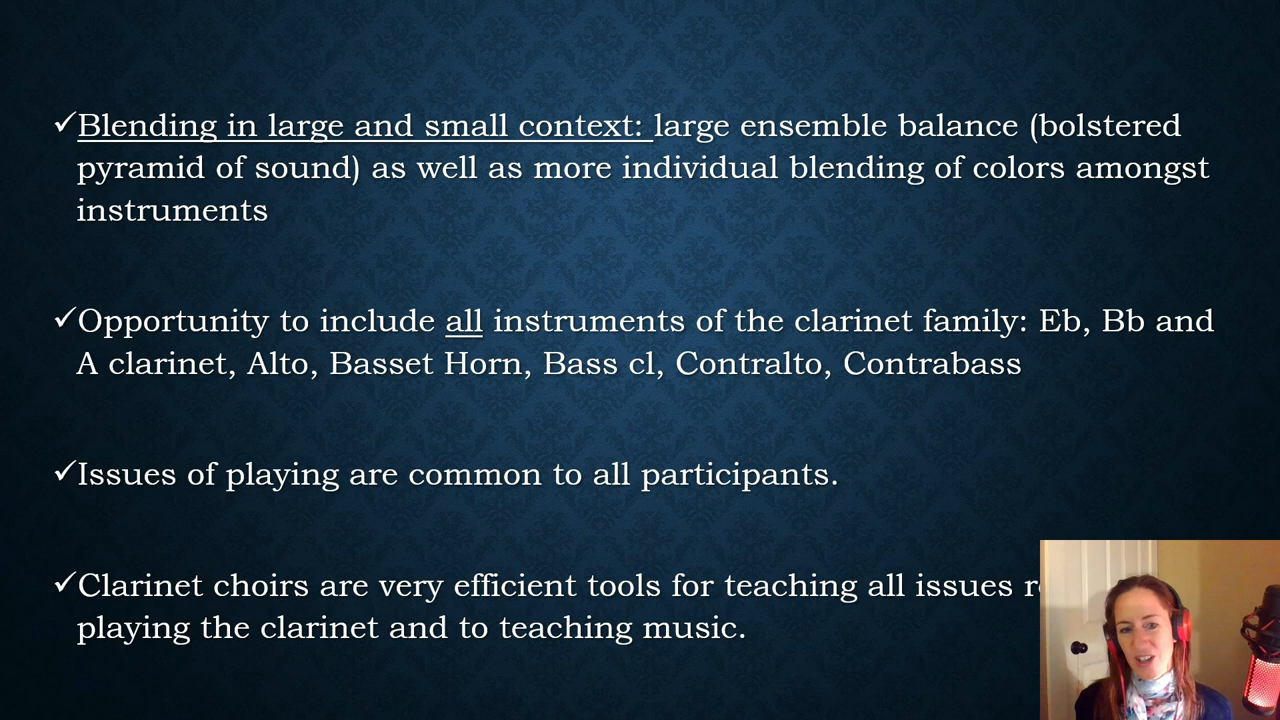 ✓Blending in large and small context: large ensemble balance (bolstered
pyramid of sound) as well as more individual blending of colors amongst
instruments
✓Opportunity to include all instruments of the clarinet family: Eb, Bb and
A clarinet, Alto, Basset Horn, Bass cl, Contralto, Contrabass
✓Issues of playing are common to all participants.
✓Clarinet choirs are very efficient tools for teaching all issues
playing the clarinet and to teaching music.